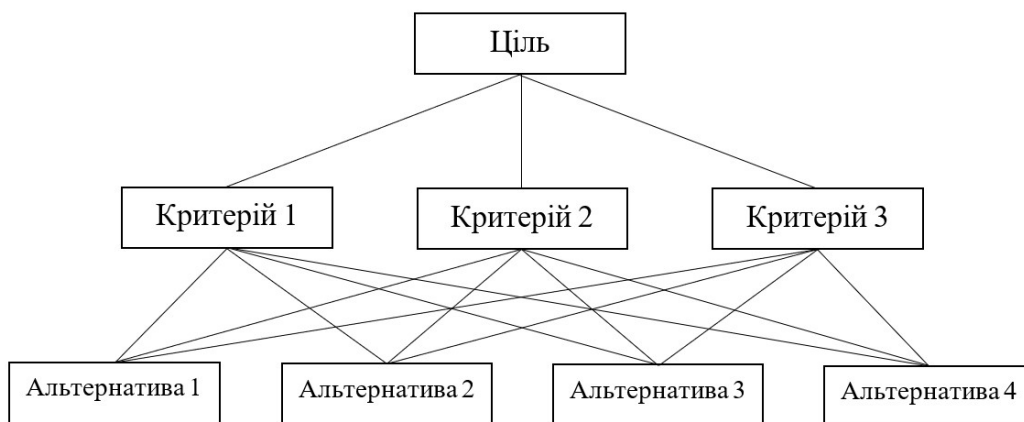 Ціль
Критерій 1
Критерій 2
Критерій 3
Альтернатива 1
Альтернатива 2
Альтернатива 3
Альтернатива 4